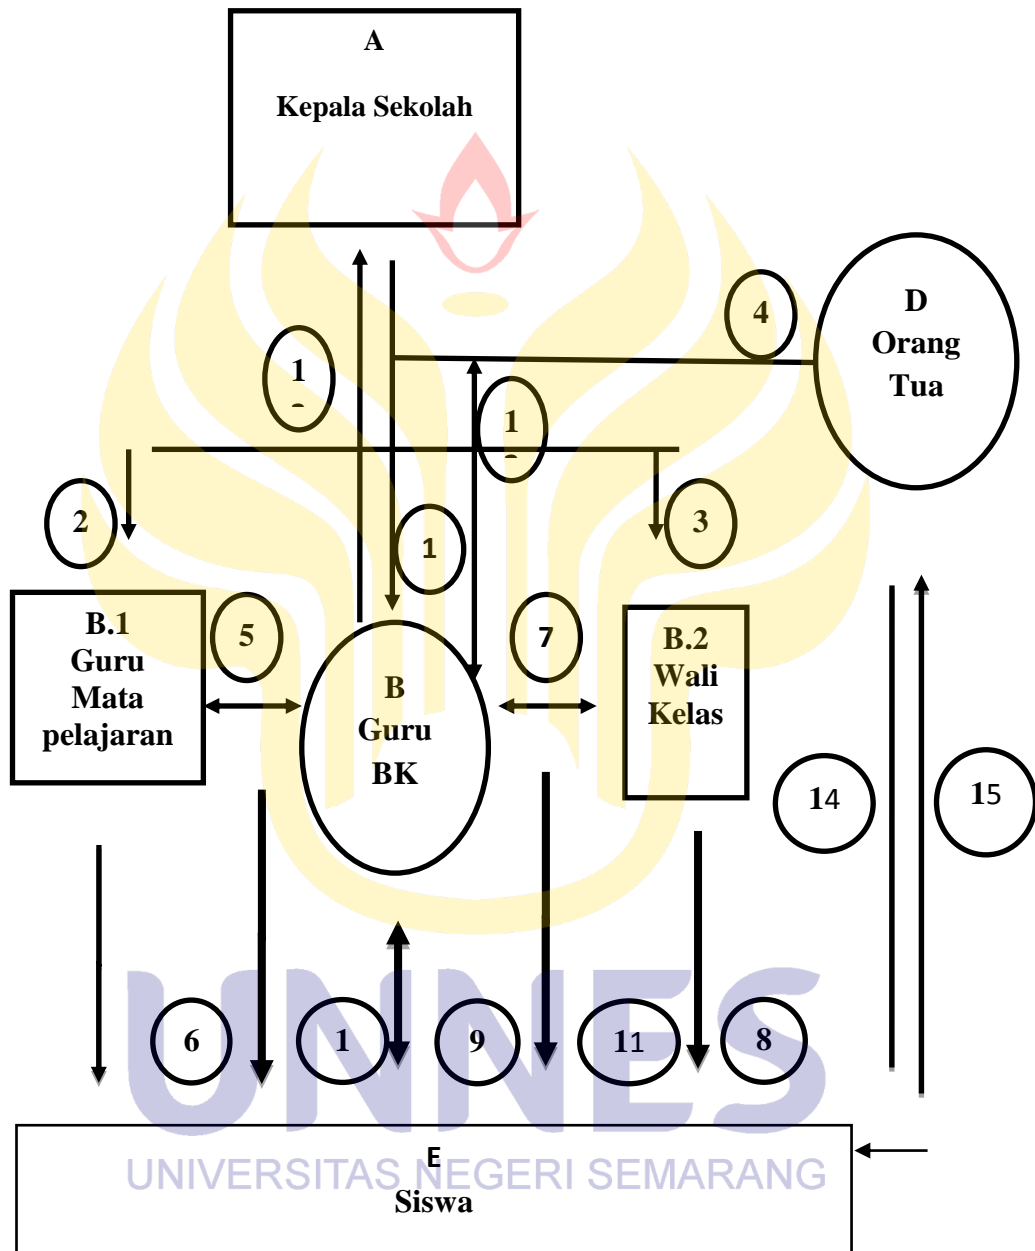 A
Kepala Sekolah
4
D
Orang
Tua
1
1
2
3
1
B.1
Guru
Mata
pelajaran
5
7
B.2
Wali
Kelas
B
Guru
BK
14
15
6
1
9
11
8
UNNES
E
UNIVERSITAS NEGERI SEMARANG
Siswa